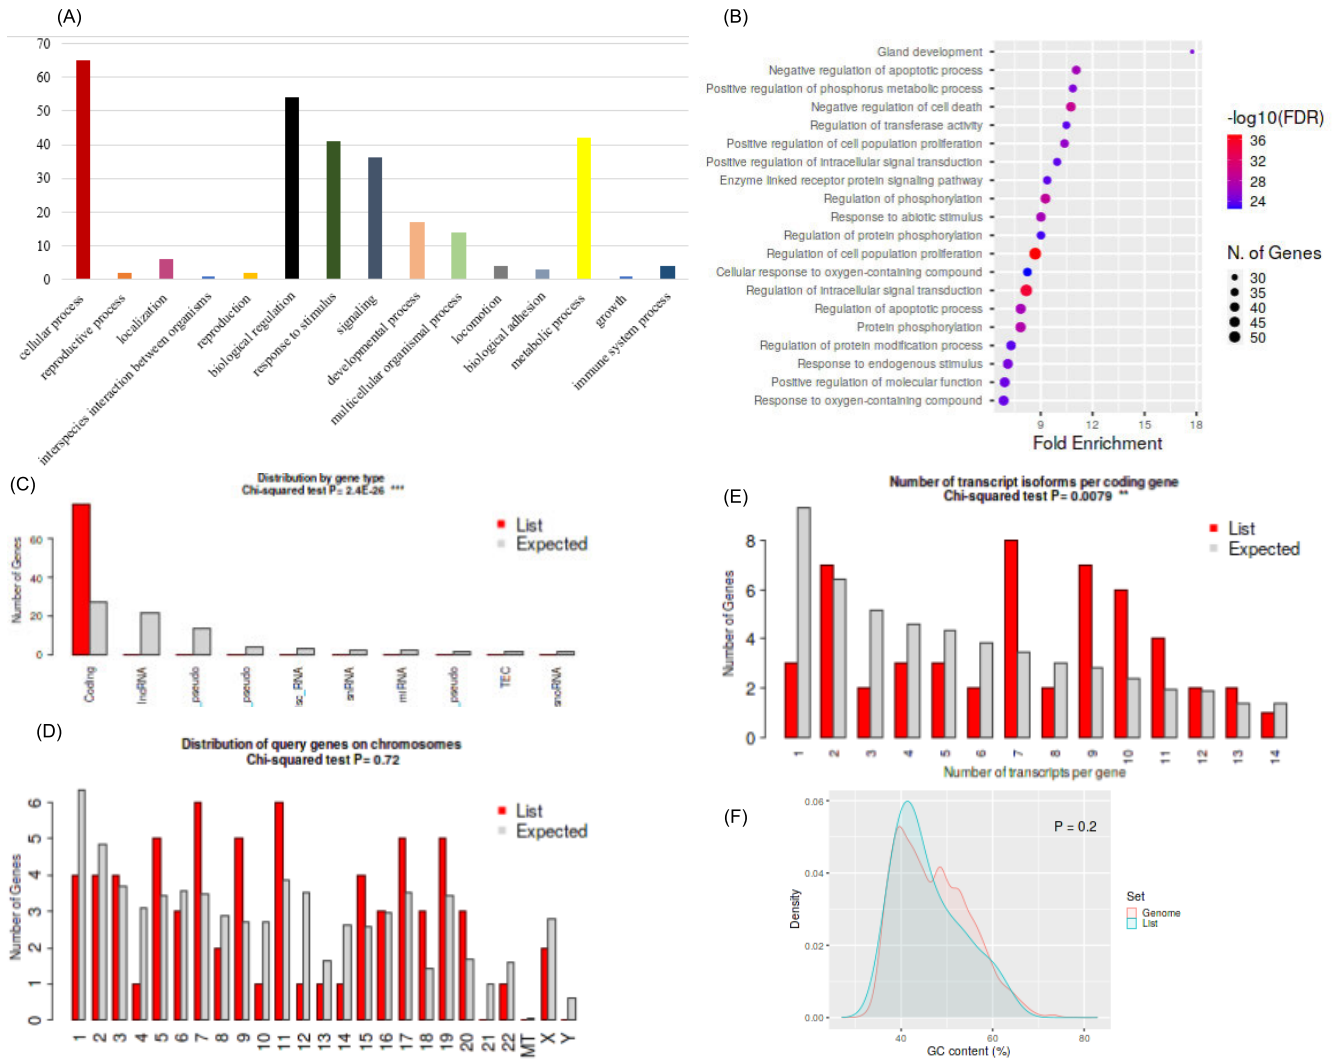 (A)
70
60
50
40
30
20
10
0
cellular process
reproductive process
localization
interspecies interaction between organisms
reproduction
biological regulation
response to stimulus
signaling
developmental process
multicellular organismal process
locomotion
biological adhesion
metabolic process
growth
immune system process
(B)
Gland development
Negative regulation of apoptotic process
Positive regulation of phosphorus metabolic process
Negative regulation of cell death
Regulation of transferase activity
Positive regulation of cell population proliferation
Positive regulation of intracellular signal transduction
Enzyme linked receptor protein signaling pathway
Regulation of phosphorylation
Response to abiotic stimulus
Regulation of protein phosphorylation
Regulation of cell population proliferation
Cellular response to oxygen-containing compound
Regulation of intracellular signal transduction
Regulation of apoptotic process
Protein phosphorylation
Regulation of protein modification process
Response to endogenous stimulus
Positive regulation of molecular function
Response to oxygen-containing compound
9 12 15 18
Fold Enrichment
-log10(FDR)
36
32
28
24
N. of Genes
30
35
40
45
50
(C)
Distribution by gene type
Chi-squared test P= 2.4E-26 ***
List
Expected
Number of Genes
60
40
20
0
Coding
lncRNA
_pseudo
_pseudo
isc_RNA
snRNA
miRNA
_pseudo
TEC
snoRNA
(D)
Distribution of query genes on chromosomes
Chi-squared test P= 0.72
List
Expected
Number of Genes
6
5
4
3
2
1
0
1 2 3 4 5 6 7 8 9 10 11 12 13 14 15 16 17 18 19 20 21 22 MT X Y
(E)
Number of transcript isoforms per coding gene
Chi-squared test P= 0.0079 **
List
Expected
Number of Genes
8
6
4
2
0
1 2 3 4 5 6 7 8 9 10 11 12 13 14
Number of transcripts per gene
(F)
P = 0.2
Density
0.06
0.04
0.02
0.00
40 60 80
GC content (%)
Set
Genome
List